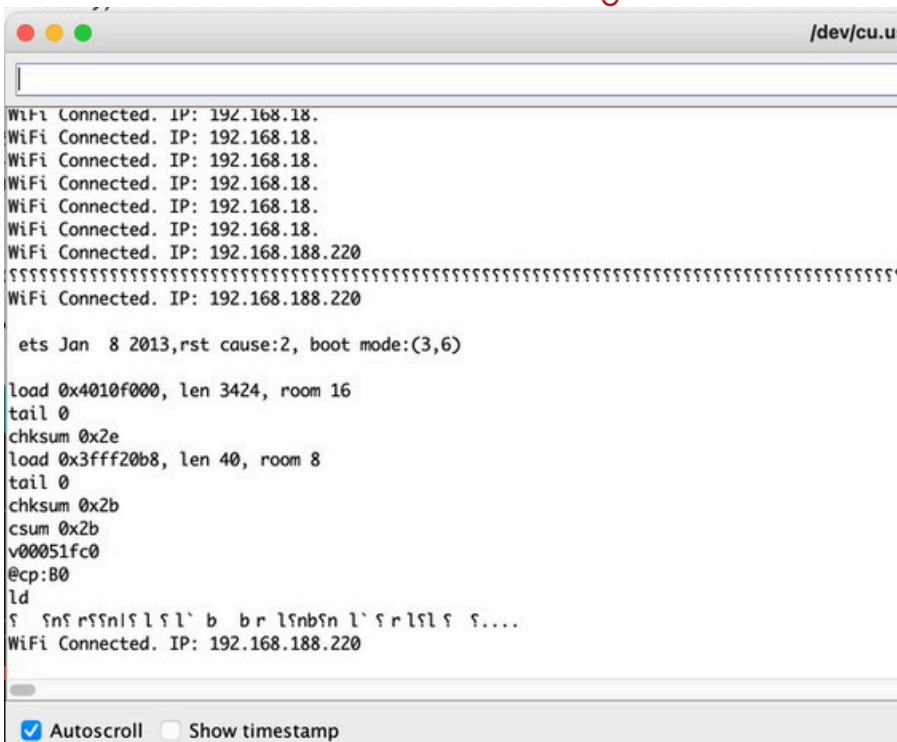 /dev/cu.us
WiFi Connected. IP: 192.168.18.
WiFi Connected. IP: 192.168.18.
WiFi Connected. IP: 192.168.18.
WiFi Connected. IP: 192.168.18.
WiFi Connected. IP: 192.168.18.
WiFi Connected. IP: 192.168.18.
WiFi Connected. IP: 192.168.188.220
WiFi Connected. IP: 192.168.188.220
ets Jan  8 2013,rst cause:2, boot mode:(3,6)
load 0x4010f000, len 3424, room 16
tail 0
chksum 0x2e
load 0x3fff20b8, len 40, room 8
tail 0
chksum 0x2b
csum 0x2b
v00051fc0
@cp:B0
ld
WiFi Connected. IP: 192.168.188.220
Autoscroll Show timestamp